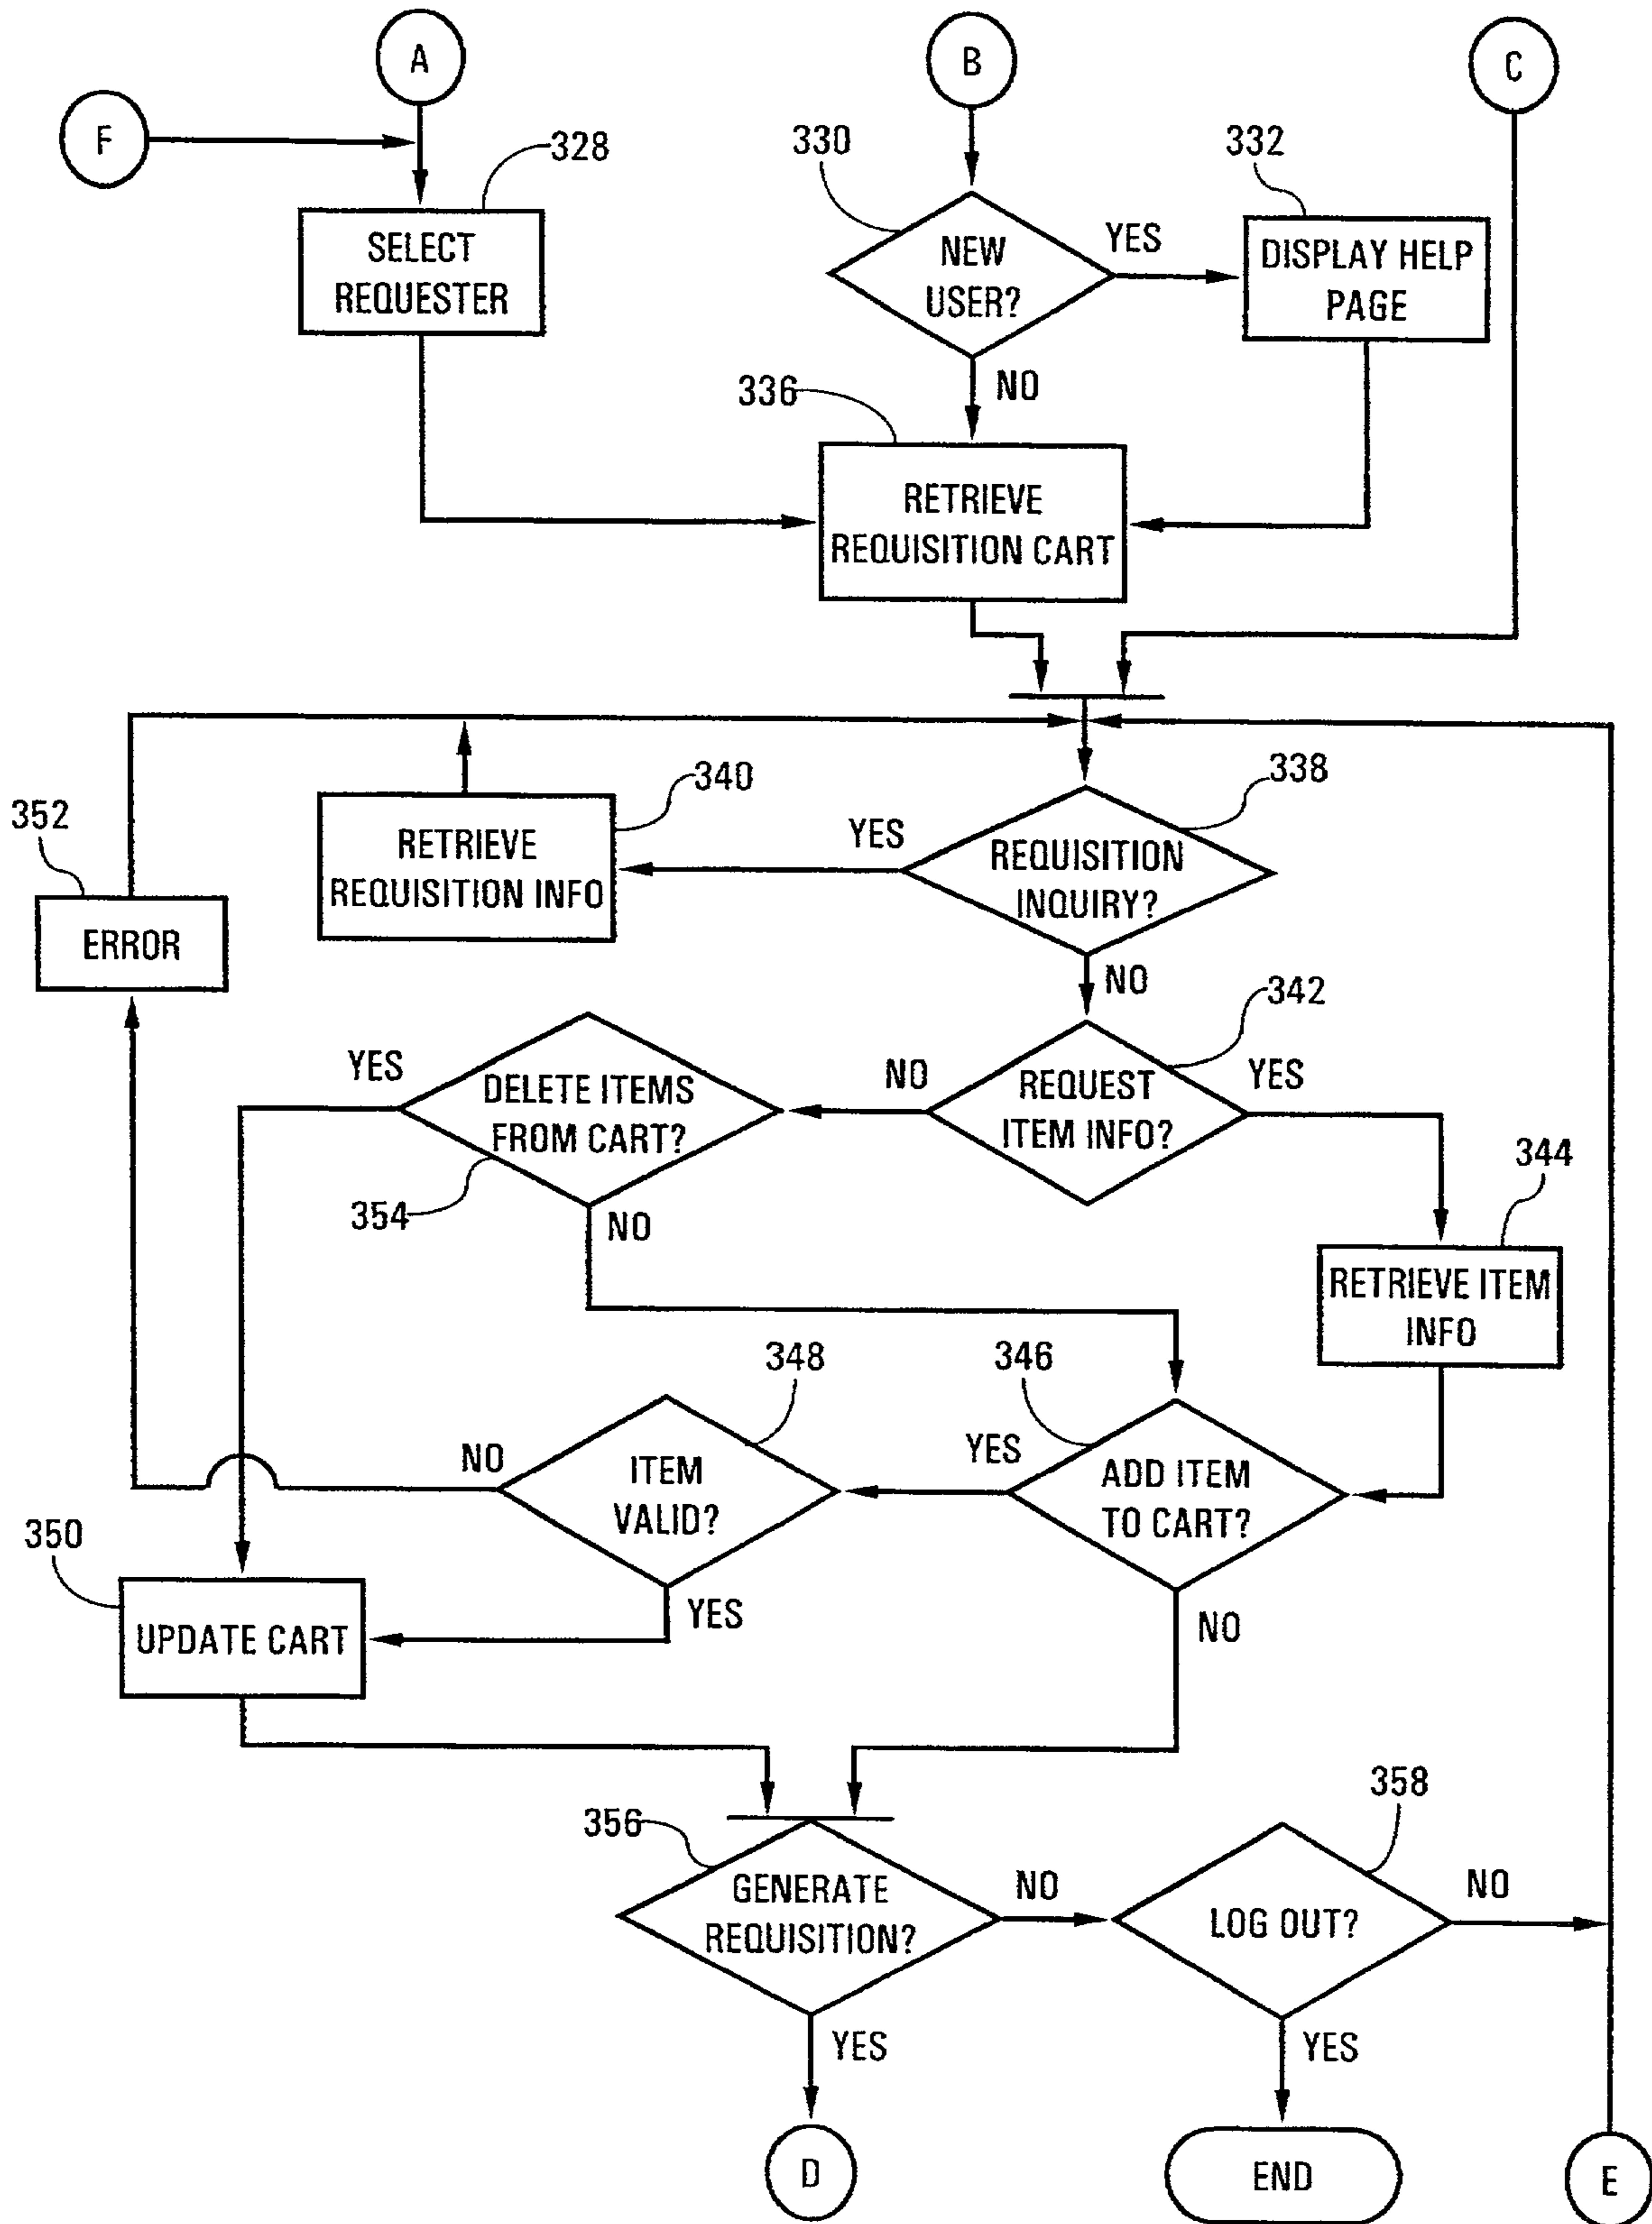 A
B
C
F
328
330
332
SELECT
REQUESTER
NEW
USER?
YES
DISPLAY HELP
PAGE
NO
336
RETRIEVE
REQUISITION CART
338
340
352
YES
RETRIEVE
REQUISITION INFO
REQUISITION
INQUIRY?
ERROR
NO
342
YES
DELETE ITEMS
FROM CART?
NO
REQUEST
ITEM INFO?
YES
344
354
NO
RETRIEVE ITEM
INFO
348
346
NO
ITEM
VALID?
YES
ADD ITEM
TO CART?
350
UPDATE CART
YES
NO
356
358
GENERATE
REQUISITION?
NO
LOG OUT?
NO
YES
YES
D
END
E